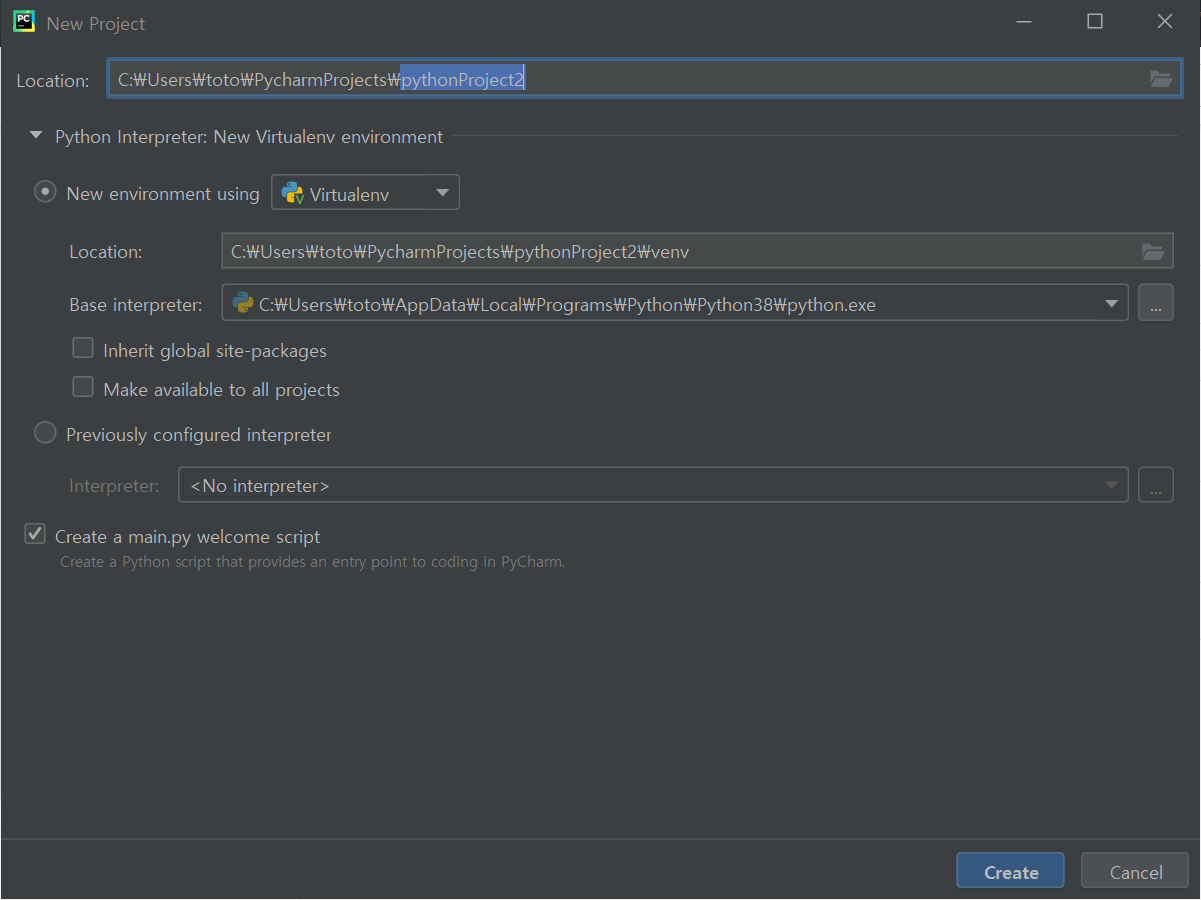 PC New Project
Location: C:₩Users₩toto₩PycharmProjects₩pythonProject2
Python Interpreter: New Virtualenv environment
New environment using Virtualenv
Location: C:₩Users₩toto₩PycharmProjects₩pythonProject2₩venv
Base interpreter: C:₩Users₩toto₩AppData₩Local₩Programs₩Python₩Python38₩python.exe ...
Inherit global site-packages
Make available to all projects
Previously configured interpreter
Interpreter: <No interpreter> ...
Create a main.py welcome script
Create a Python script that provides an entry point to coding in PyCharm.
Create Cancel